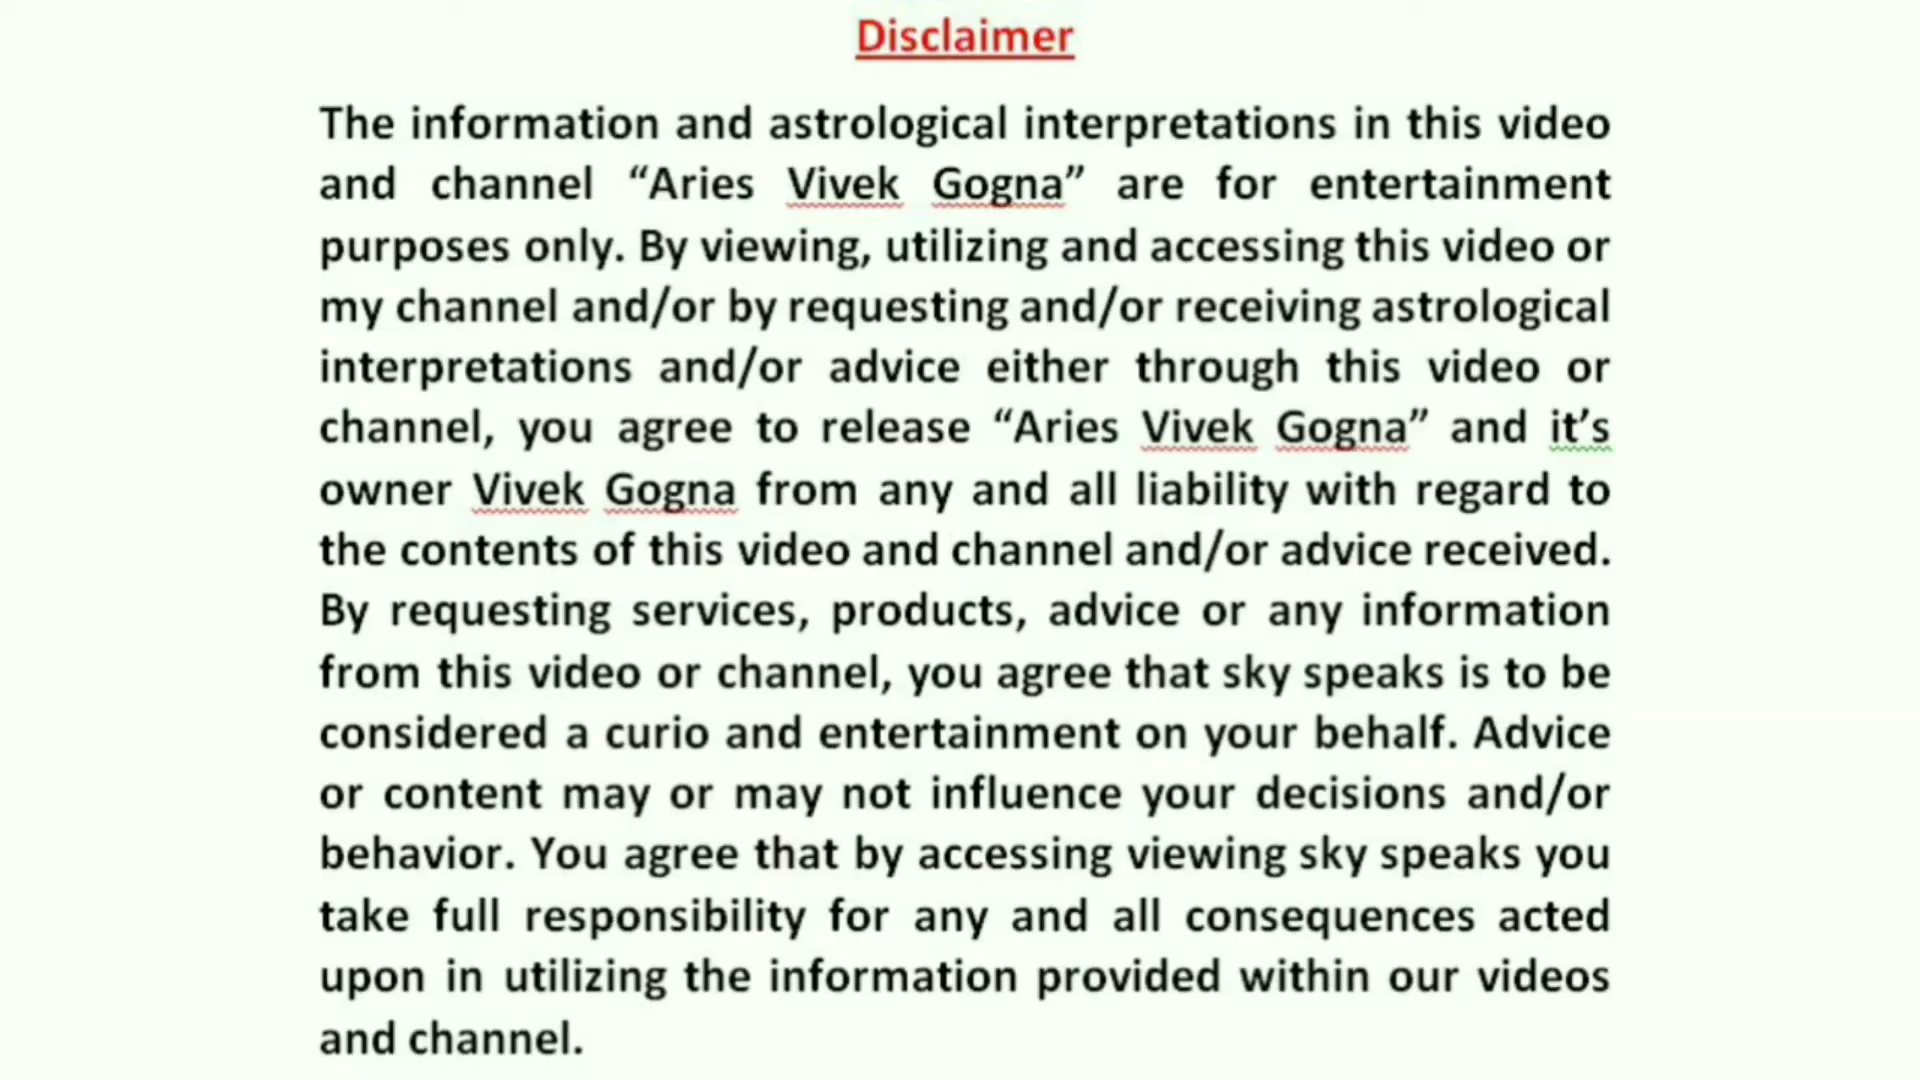 Disclaimer
The information and astrological interpretations in this video
and channel “Aries Vivek Gogna” are for entertainment
purposes only. By viewing, utilizing and accessing this video or
my channel and/or by requesting and/or receiving astrological
interpretations and/or advice either through this video or
channel, you agree to release “Aries Vivek Gogna” and it’s
owner Vivek Gogna from any and all liability with regard to
the contents of this video and channel and/or advice received.
By requesting services, products, advice or any information
from this video or channel, you agree that sky speaks is to be
considered a curio and entertainment on your behalf. Advice
or content may or may not influence your decisions and/or
behavior. You agree that by accessing viewing sky speaks you
take full responsibility for any and all consequences acted
upon in utilizing the information provided within our videos
and channel.